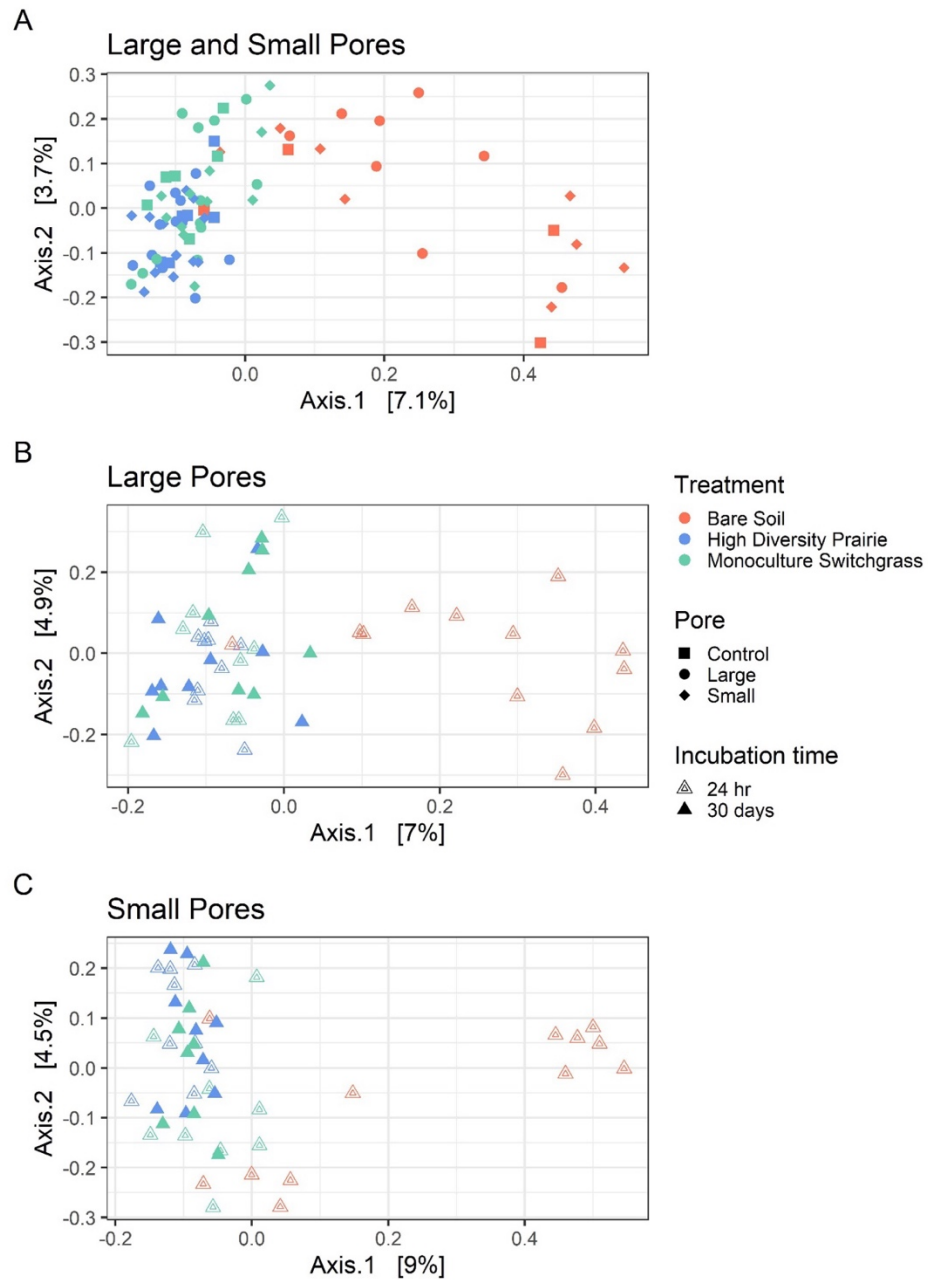 A
Large and Small Pores
0.3
0.2
0.1
0.0
-0.1
-0.2
-0.3
Axis.2 [3.7%]
0.0 0.2 0.4
Axis.1 [7.1%]
B
Large Pores
0.2
0.0
-0.2
Axis.2 [4.9%]
-0.2 0.0 0.2 0.4
Axis.1 [7%]
Treatment
Bare Soil
High Diversity Prairie
Monoculture Switchgrass
Pore
Control
Large
Small
Incubation time
24 hr
30 days
C
Small Pores
0.2
0.1
0.0
-0.1
-0.2
-0.3
Axis.2 [4.5%]
-0.2 0.0 0.2 0.4
Axis.1 [9%]